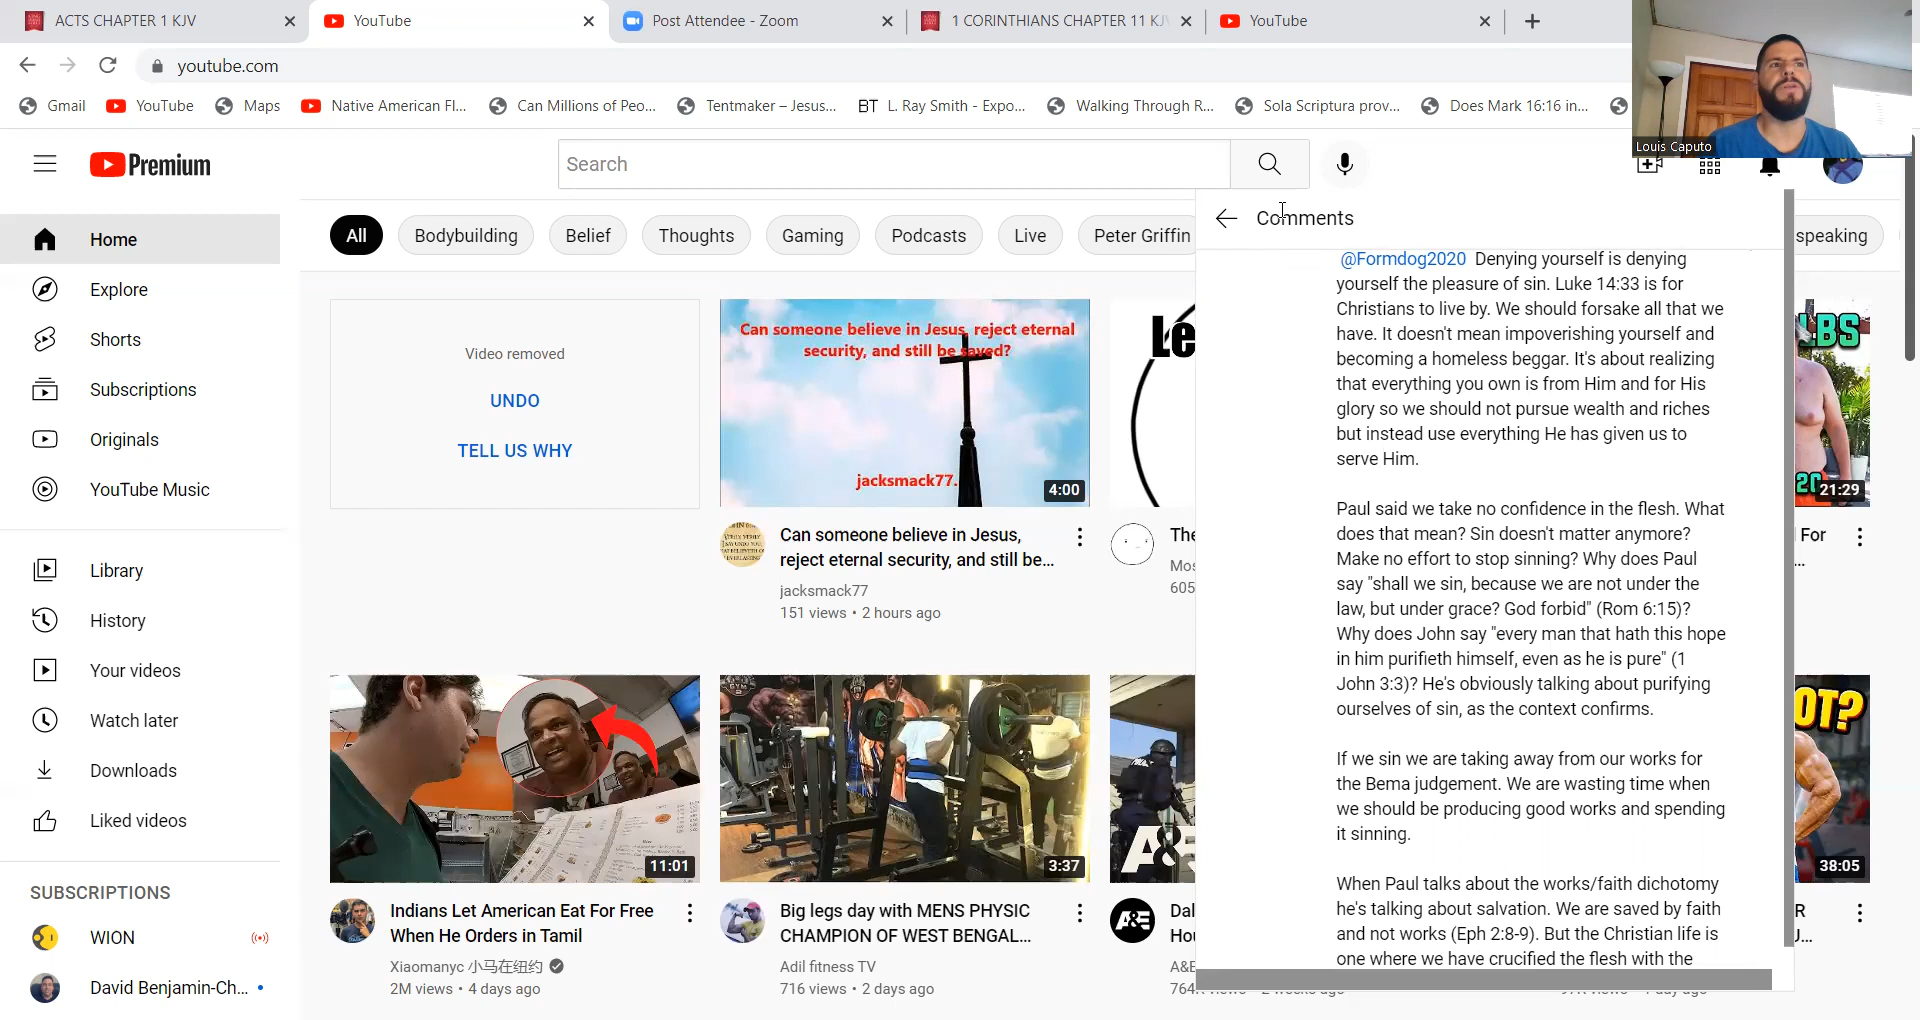 ACTS CHAPTER 1 KJV
YouTube
Post Attendee - Zoom
1 CORINTHIANS CHAPTER 11 KJV
YouTube
youtube.com
Gmail
YouTube
Maps
Native American Fl...
Can Millions of Peo...
Tentmaker – Jesus...
BT L. Ray Smith - Expo...
Walking Through R...
Sola Scriptura prov...
Does Mark 16:16 in...
Louis Caputo
Premium
Search
Home
Explore
Shorts
Subscriptions
Originals
YouTube Music
Library
History
Your videos
Watch later
Downloads
Liked videos
SUBSCRIPTIONS
WION
David Benjamin-Ch...
All
Bodybuilding
Belief
Thoughts
Gaming
Podcasts
Live
Peter Griffin
speaking
Video removed
UNDO
TELL US WHY
Can someone believe in Jesus, reject eternal
security, and still be saved?
jacksmack77.
4:00
Can someone believe in Jesus,
reject eternal security, and still be...
jacksmack77
151 views • 2 hours ago
Le
The
Mos
605
LBS
21:29
For
...
11:01
Indians Let American Eat For Free
When He Orders in Tamil
Xiaomanyc 小马在纽约
2M views • 4 days ago
3:37
Big legs day with MENS PHYSIC
CHAMPION OF WEST BENGAL...
Adil fitness TV
716 views • 2 days ago
A&E
A&E
Dal
Hou
A&E
OT?
38:05
R
J...
Comments
@Formdog2020 Denying yourself is denying
yourself the pleasure of sin. Luke 14:33 is for
Christians to live by. We should forsake all that we
have. It doesn't mean impoverishing yourself and
becoming a homeless beggar. It's about realizing
that everything you own is from Him and for His
glory so we should not pursue wealth and riches
but instead use everything He has given us to
serve Him.
Paul said we take no confidence in the flesh. What
does that mean? Sin doesn't matter anymore?
Make no effort to stop sinning? Why does Paul
say "shall we sin, because we are not under the
law, but under grace? God forbid" (Rom 6:15)?
Why does John say "every man that hath this hope
in him purifieth himself, even as he is pure" (1
John 3:3)? He's obviously talking about purifying
ourselves of sin, as the context confirms.
If we sin we are taking away from our works for
the Bema judgement. We are wasting time when
we should be producing good works and spending
it sinning.
When Paul talks about the works/faith dichotomy
he's talking about salvation. We are saved by faith
and not works (Eph 2:8-9). But the Christian life is
one where we have crucified the flesh with the